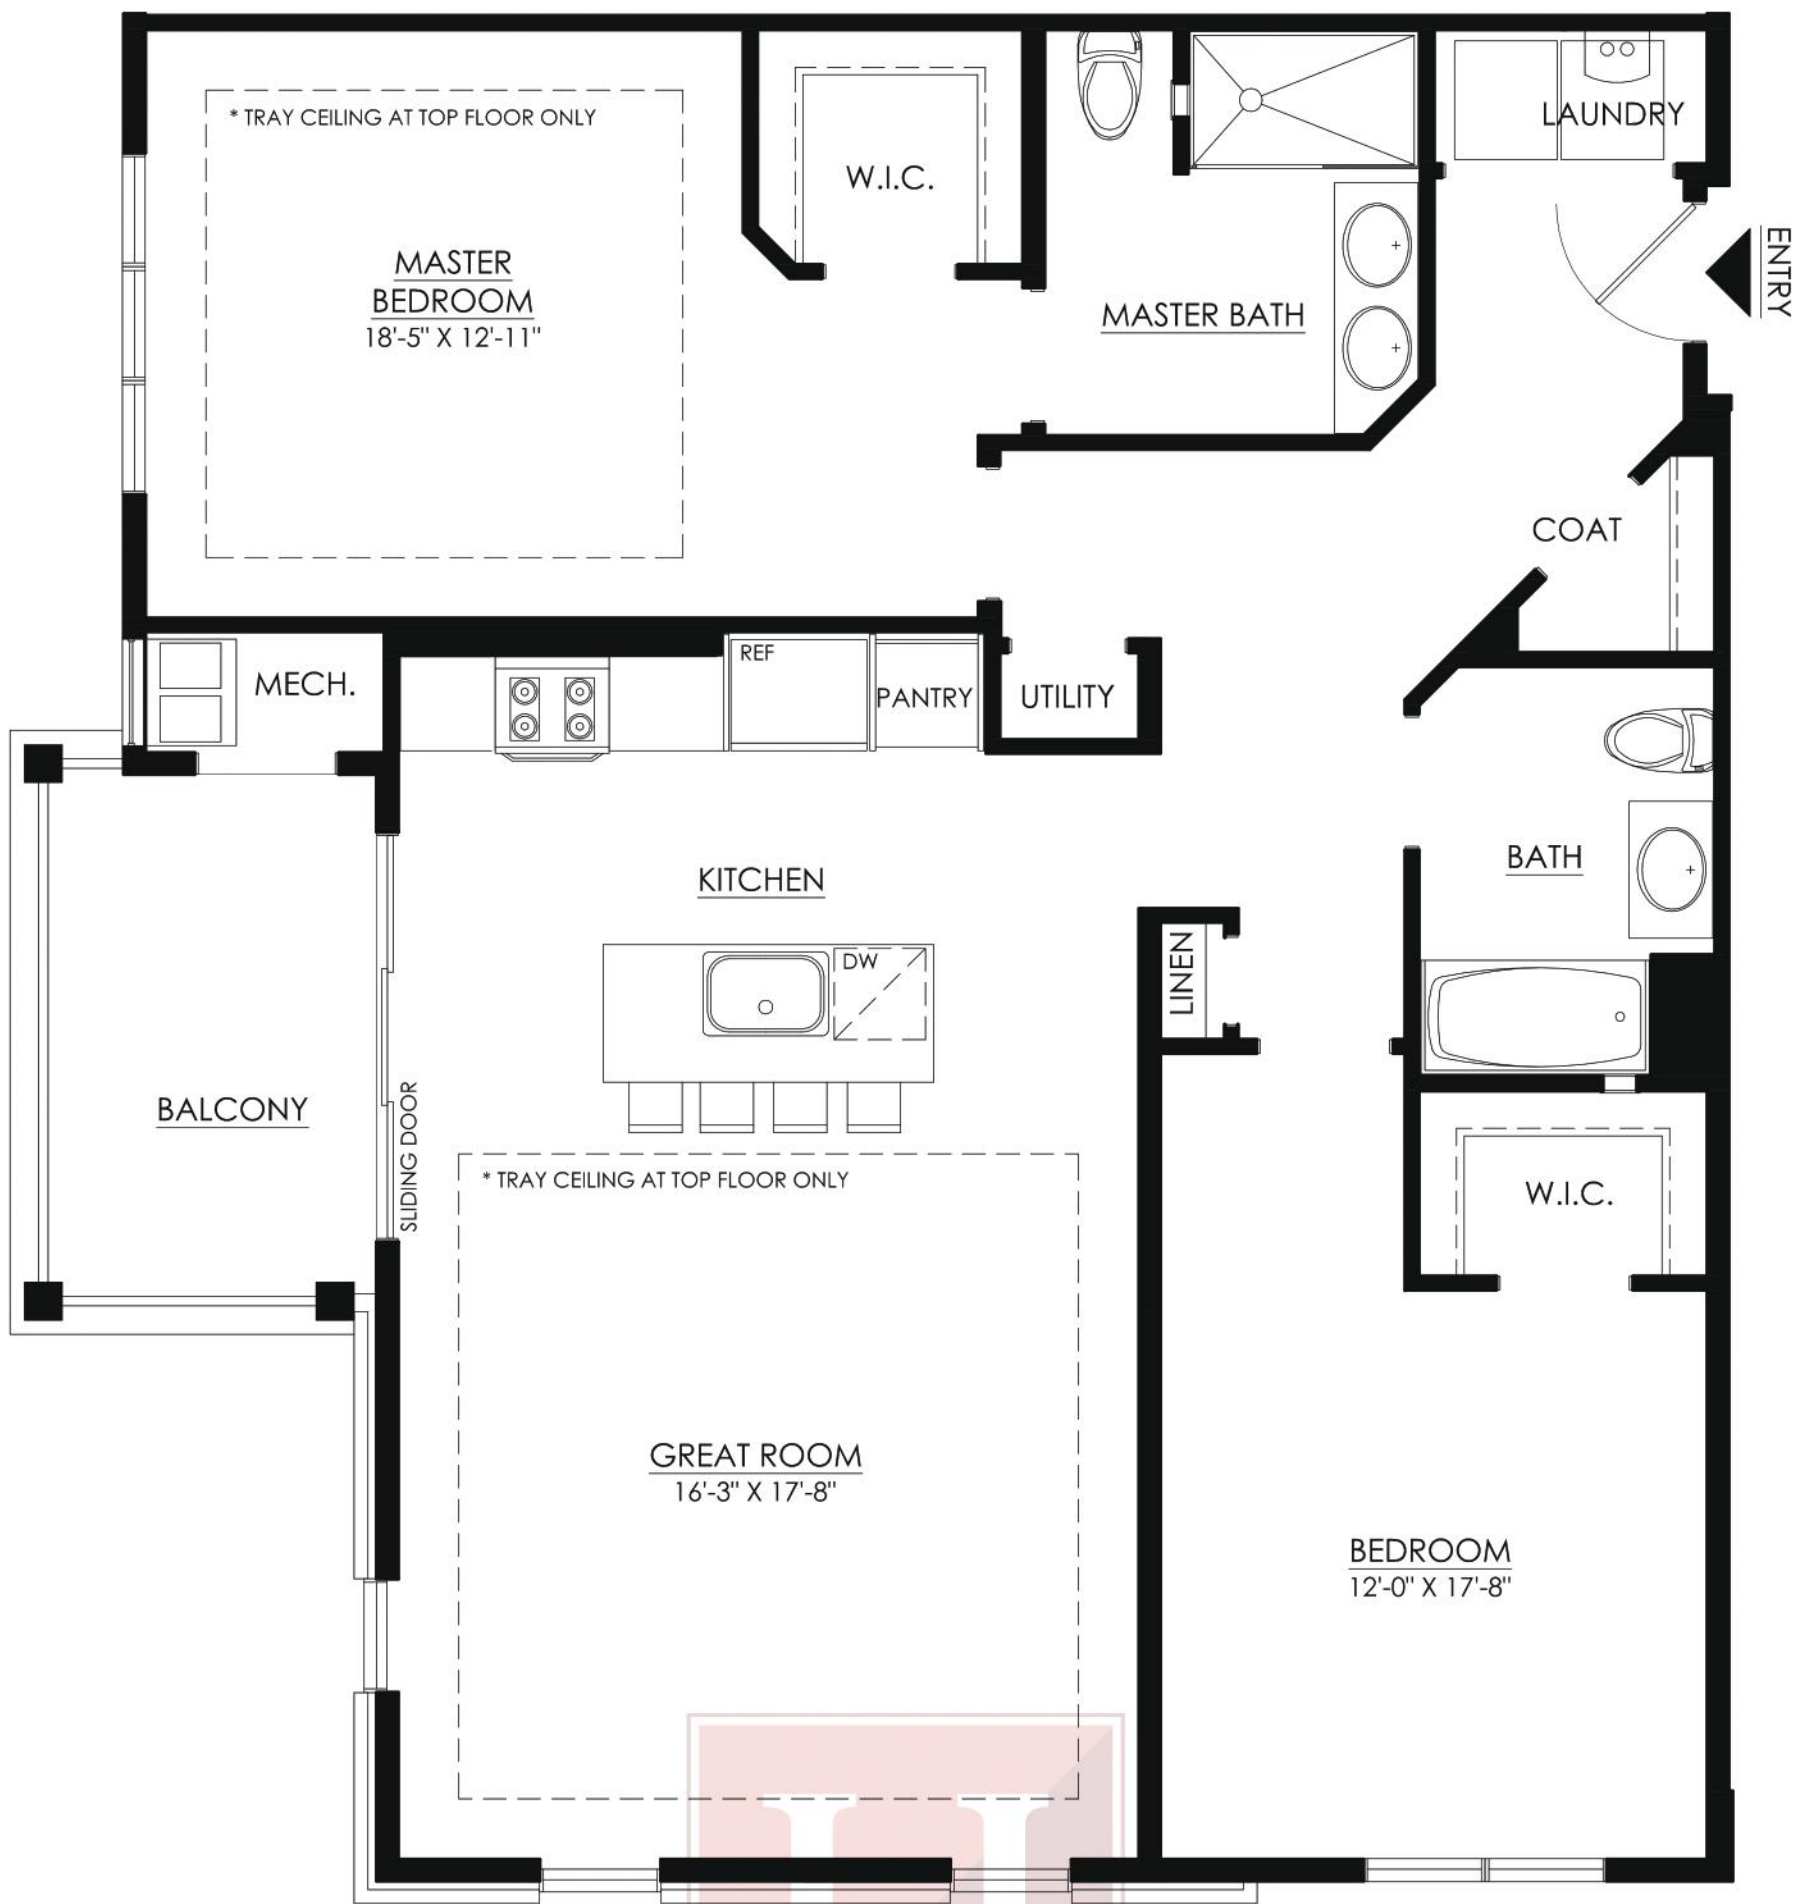 * TRAY CEILING AT TOP FLOOR ONLY
W.I.C.
LAUNDRY
MASTER
BEDROOM
18'-5" X 12'-11"
MASTER BATH
ENTRY
COAT
MECH.
REF
PANTRY
UTILITY
KITCHEN
BATH
LINEN
DW
BALCONY
SLIDING DOOR
* TRAY CEILING AT TOP FLOOR ONLY
W.I.C.
GREAT ROOM
16'-3" X 17'-8"
BEDROOM
12'-0" X 17'-8"